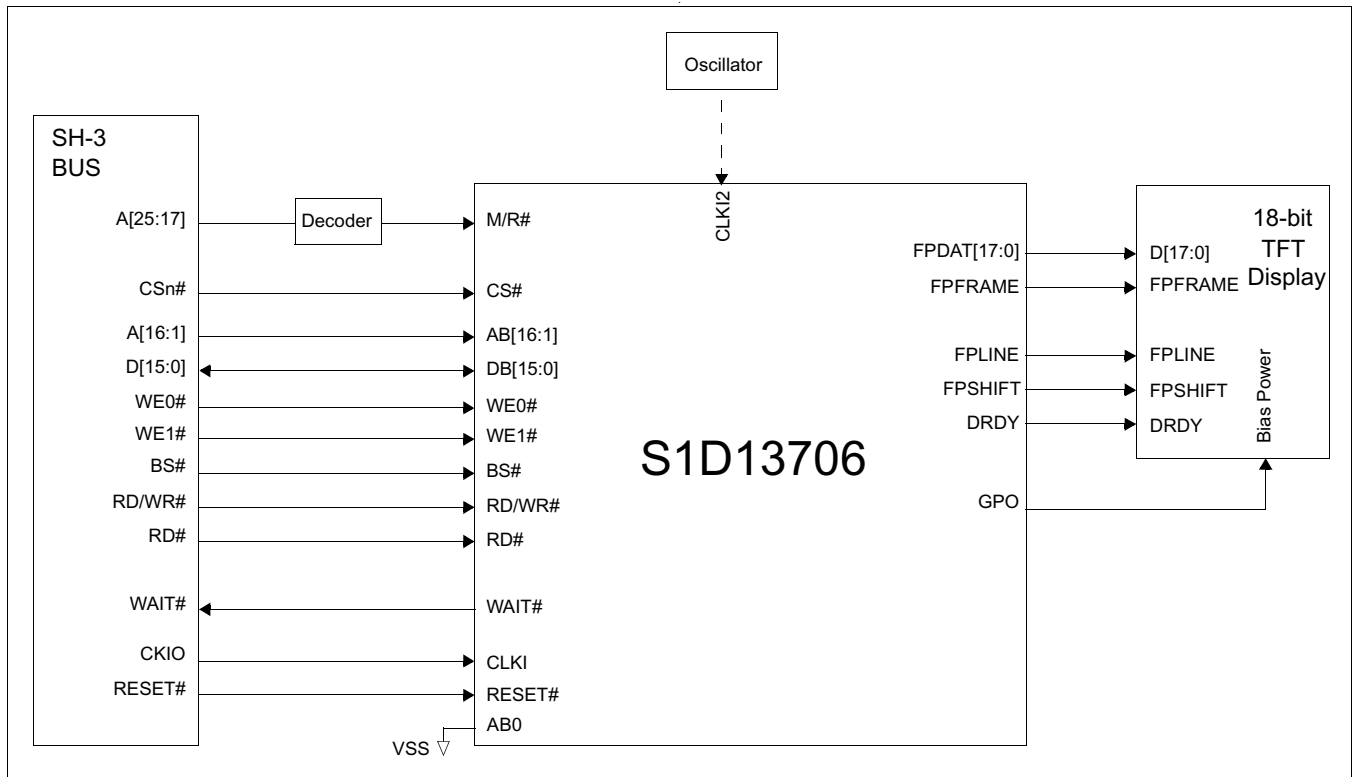 Oscillator
SH-3
BUS
A[25:17]
Decoder
M/R#
CLKI2
CSn#
CS#
A[16:1]
AB[16:1]
D[15:0]
DB[15:0]
WE0#
WE0#
WE1#
WE1#
BS#
BS#
RD/WR#
RD/WR#
RD#
RD#
WAIT#
WAIT#
CKIO
CLKI
RESET#
RESET#
AB0
VSS
S1D13706
FPDAT[17:0]
FPFRAME
FPLINE
FPSHIFT
DRDY
GPO
18-bit
TFT
Display
D[17:0]
FPFRAME
FPLINE
FPSHIFT
DRDY
Bias Power